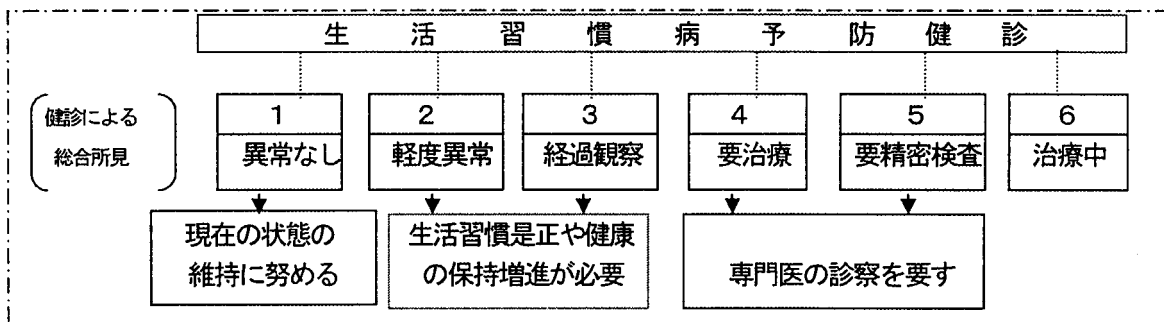 生活習慣病予防健診
健診による
総合所見
1
異常なし
2
軽度異常
3
経過観察
4
要治療
5
要精密検査
6
治療中
現在の状態の
維持に努める
生活習慣是正や健康
の保持増進が必要
専門医の診察を要す